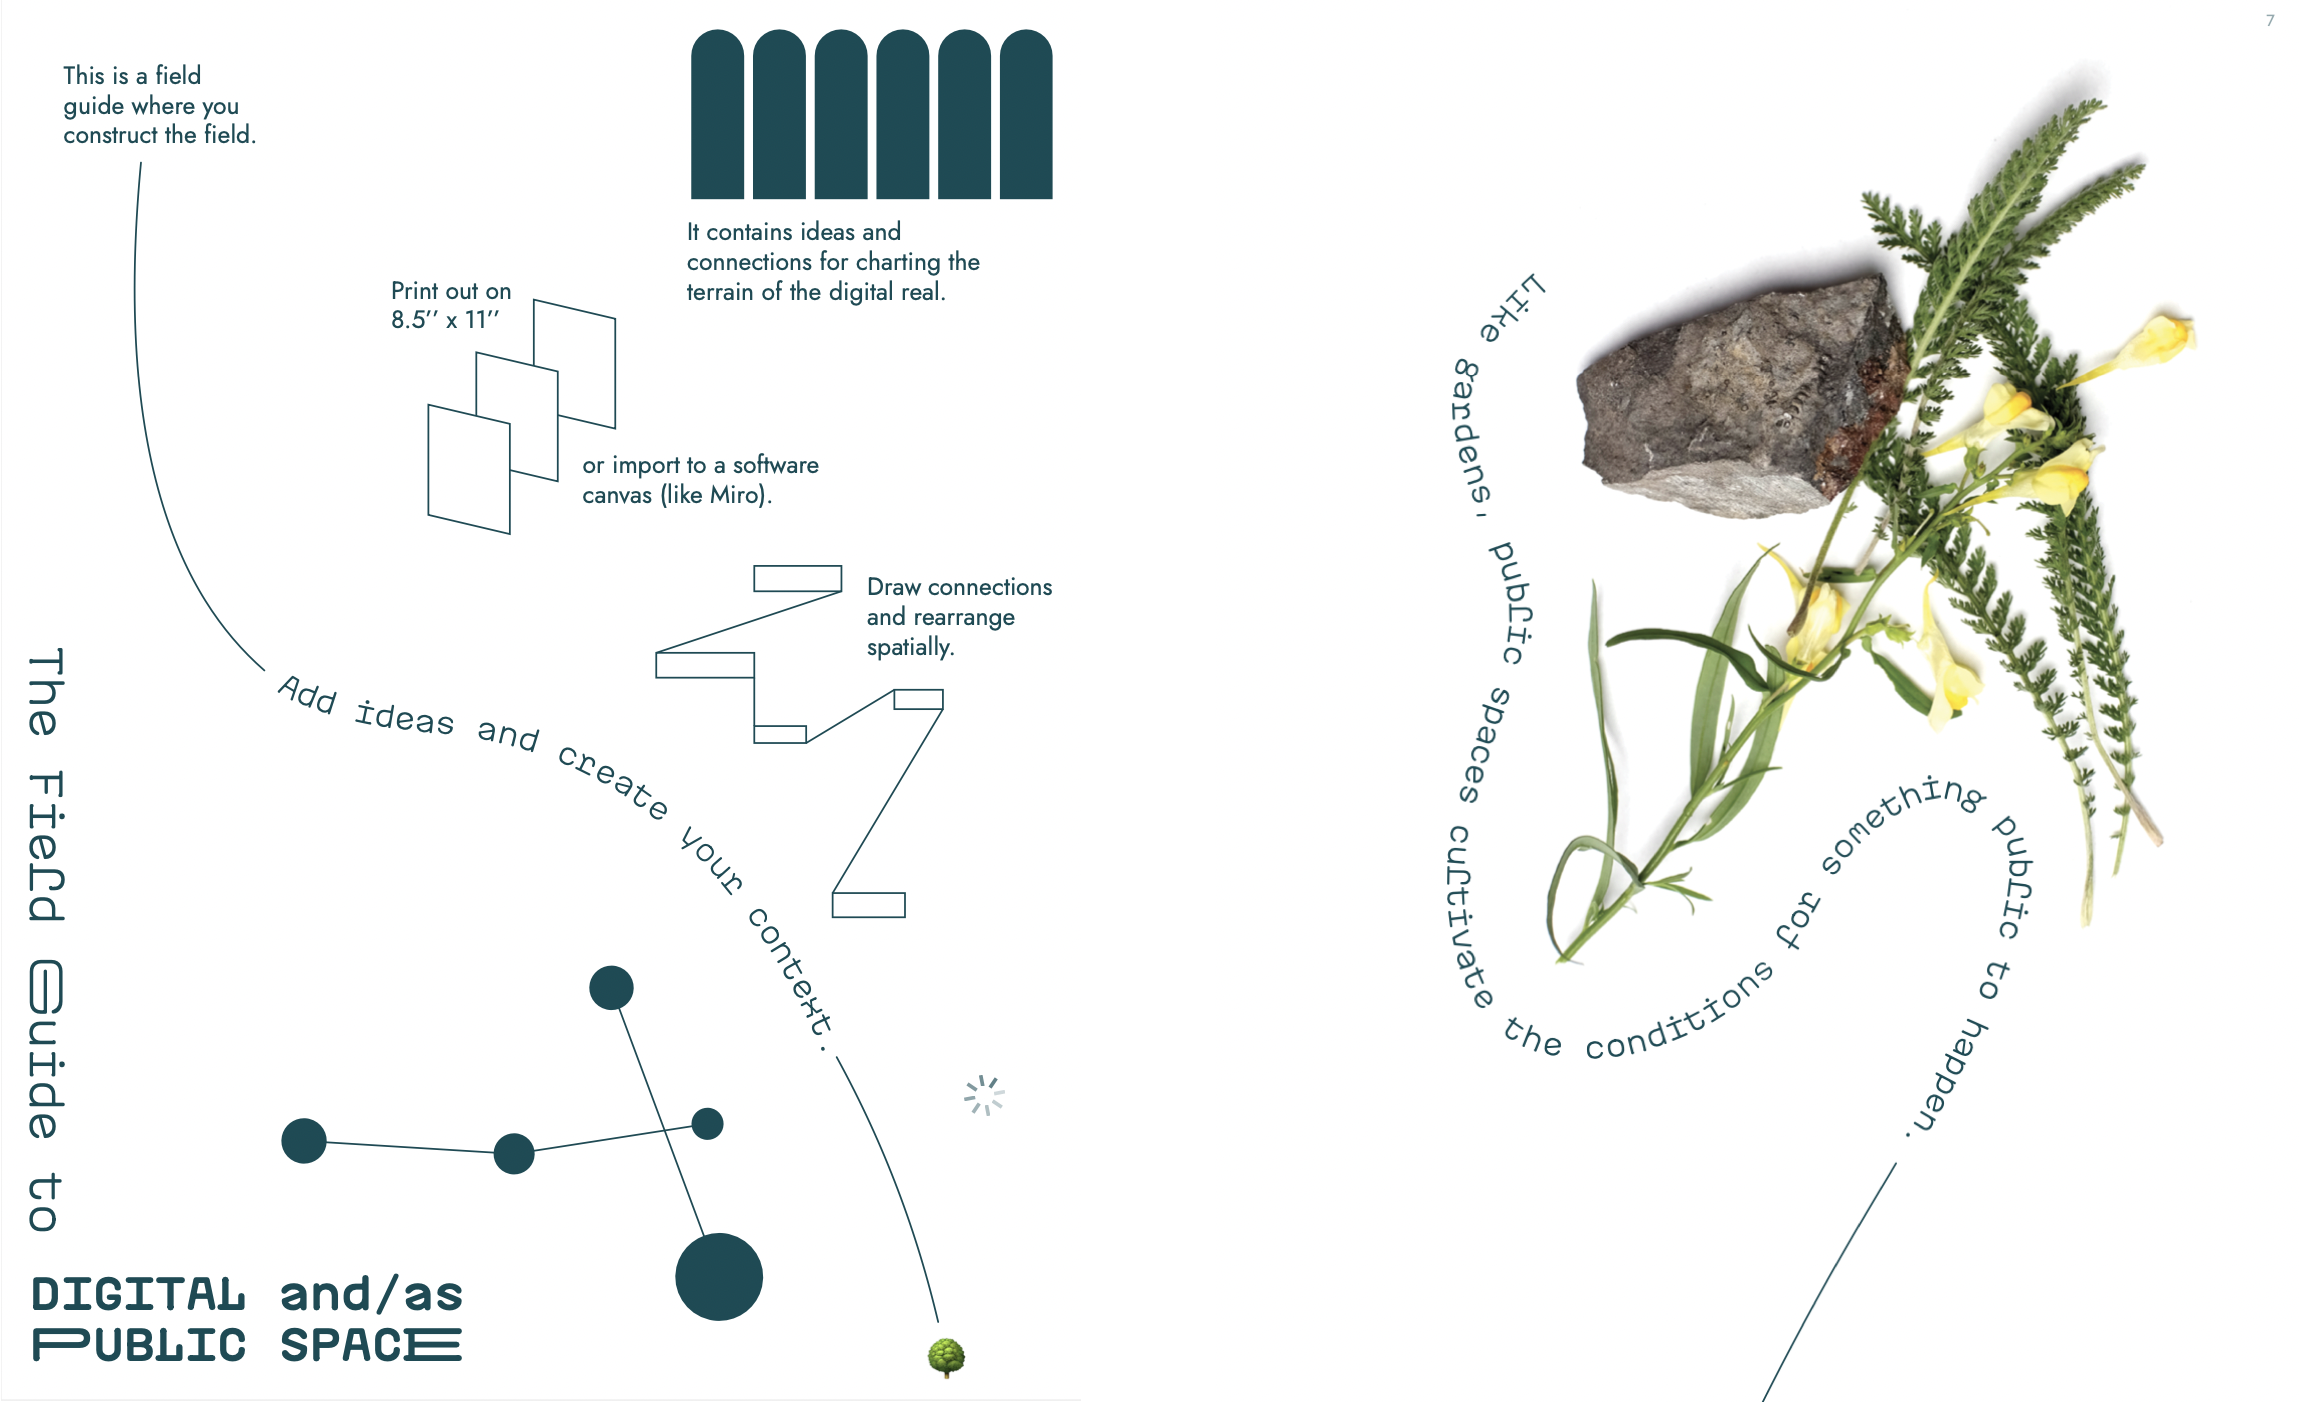 This is a field
guide where you
construct the field.
It contains ideas and
connections for charting the
terrain of the digital real.
Print out on
8.5’’ x 11’’
or import to a software
canvas (like Miro).
Draw connections
and rearrange
spatially.
Add ideas and create your context.
The Field Guide to
DIGITAL and/as
PUBLIC SPACE
7
Like gardens, public spaces cultivate the conditions for something public to happen.